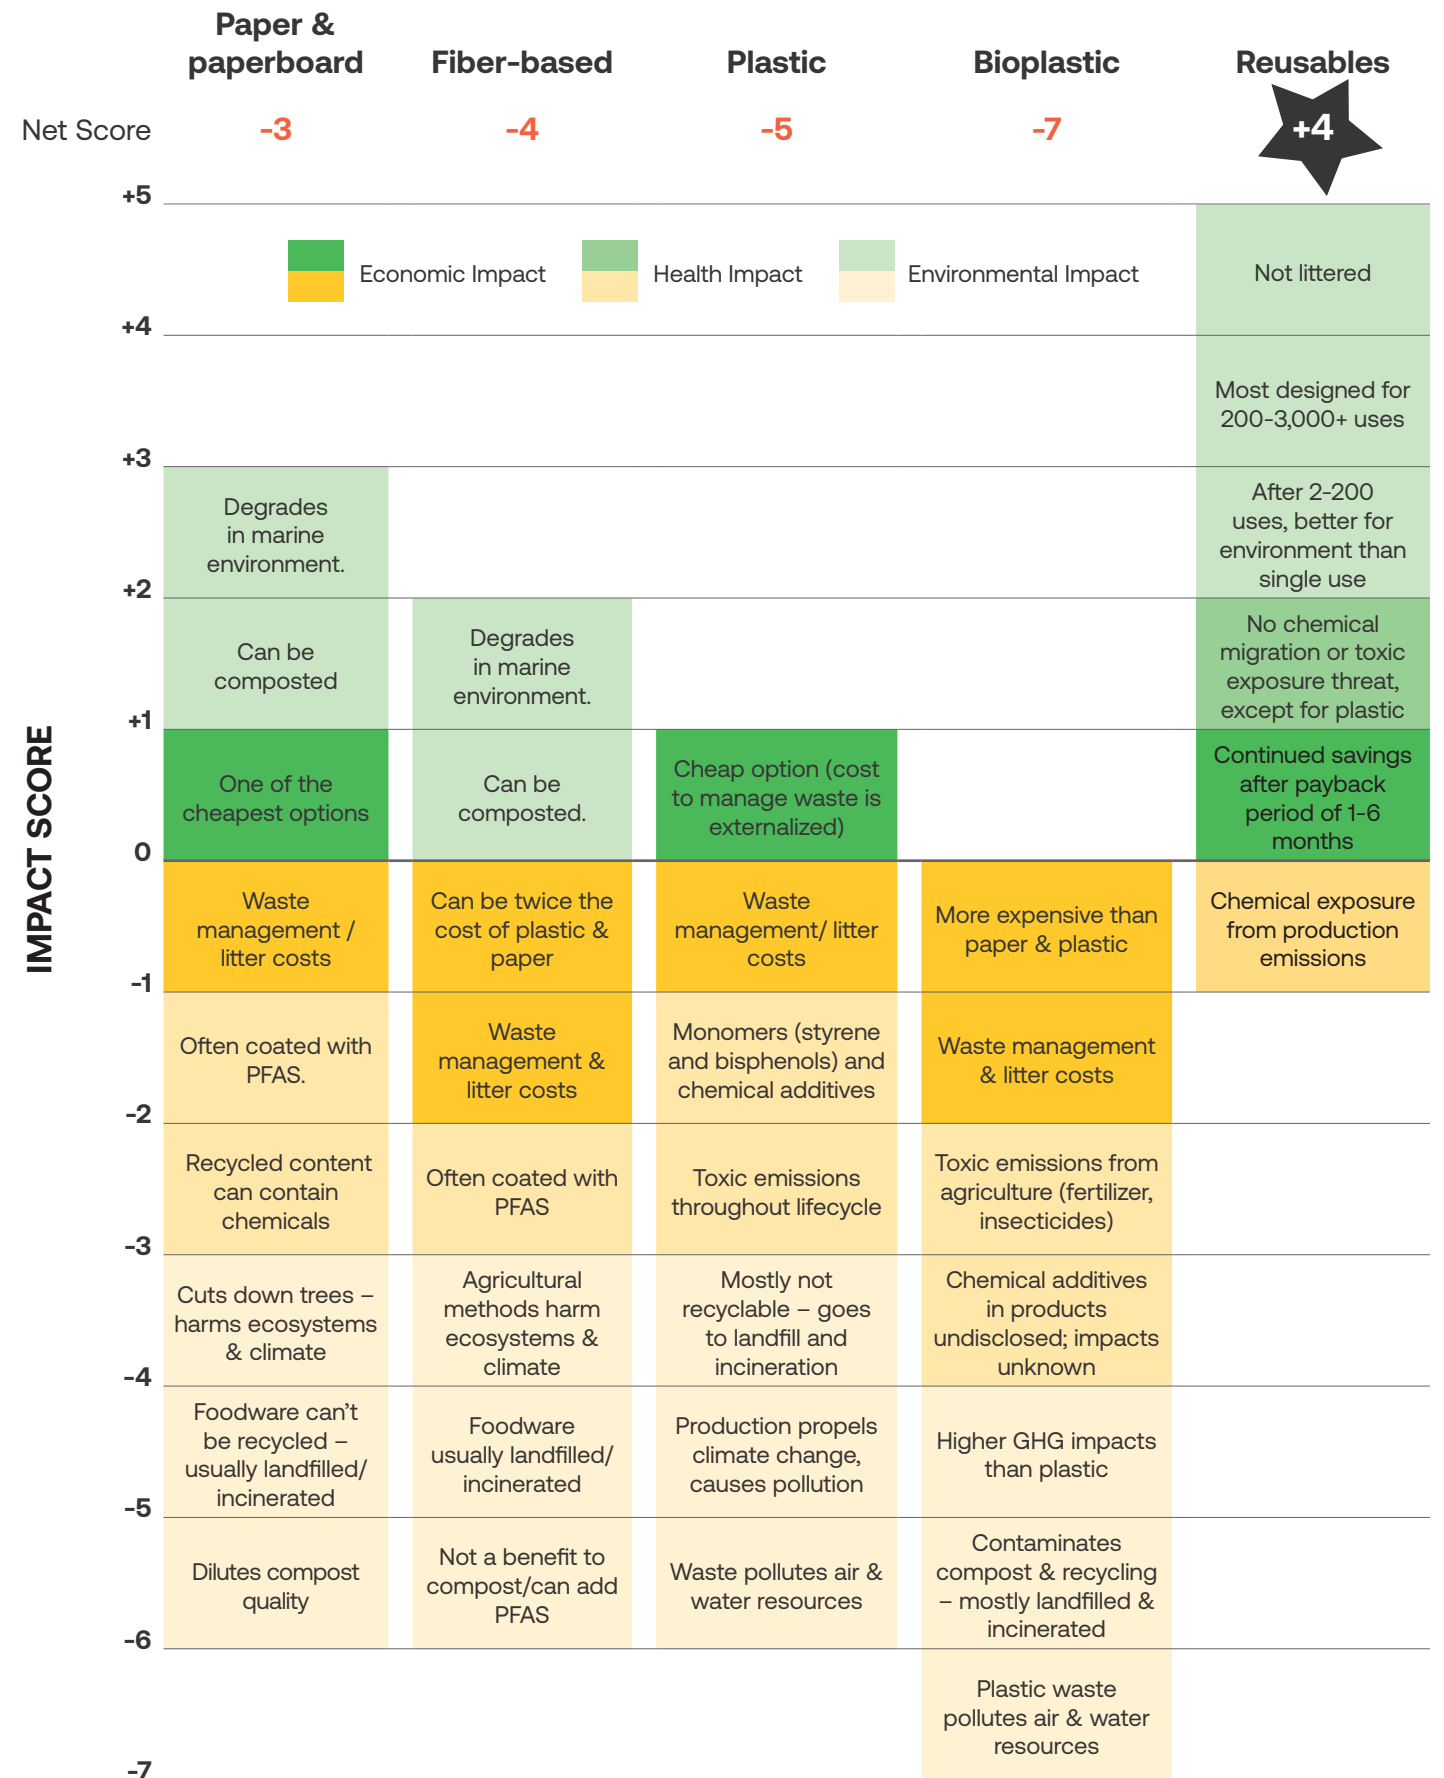 Paper &
paperboard
Fiber-based
Plastic
Bioplastic
Reusables
Net Score
-3
-4
-5
-7
+4
+5
Economic Impact
Health Impact
Environmental Impact
Not littered
+4
Most designed for
200-3,000+ uses
+3
Degrades
in marine
environment.
After 2-200
uses, better for
environment than
single use
+2
Can be
composted
Degrades
in marine
environment.
No chemical
migration or toxic
exposure threat,
except for plastic
+1
IMPACT SCORE
One of the
cheapest options
Can be
composted.
Cheap option (cost
to manage waste is
externalized)
Continued savings
after payback
period of 1-6
months
0
Waste
management /
litter costs
Can be twice the
cost of plastic &
paper
Waste
management/ litter
costs
More expensive than
paper & plastic
Chemical exposure
from production
emissions
-1
Often coated with
PFAS.
Waste
management &
litter costs
Monomers (styrene
and bisphenols) and
chemical additives
Waste management
& litter costs
-2
Recycled content
can contain
chemicals
Often coated with
PFAS
Toxic emissions
throughout lifecycle
Toxic emissions from
agriculture (fertilizer,
insecticides)
-3
Cuts down trees –
harms ecosystems
& climate
Agricultural
methods harm
ecosystems &
climate
Mostly not
recyclable – goes
to landfill and
incineration
Chemical additives
in products
undisclosed; impacts
unknown
-4
Foodware can't
be recycled –
usually landfilled/
incinerated
Foodware
usually landfilled/
incinerated
Production propels
climate change,
causes pollution
Higher GHG impacts
than plastic
-5
Dilutes compost
quality
Not a benefit to
compost/can add
PFAS
Waste pollutes air &
water resources
Contaminates
compost & recycling
– mostly landfilled &
incinerated
-6
Plastic waste
pollutes air & water
resources
-7